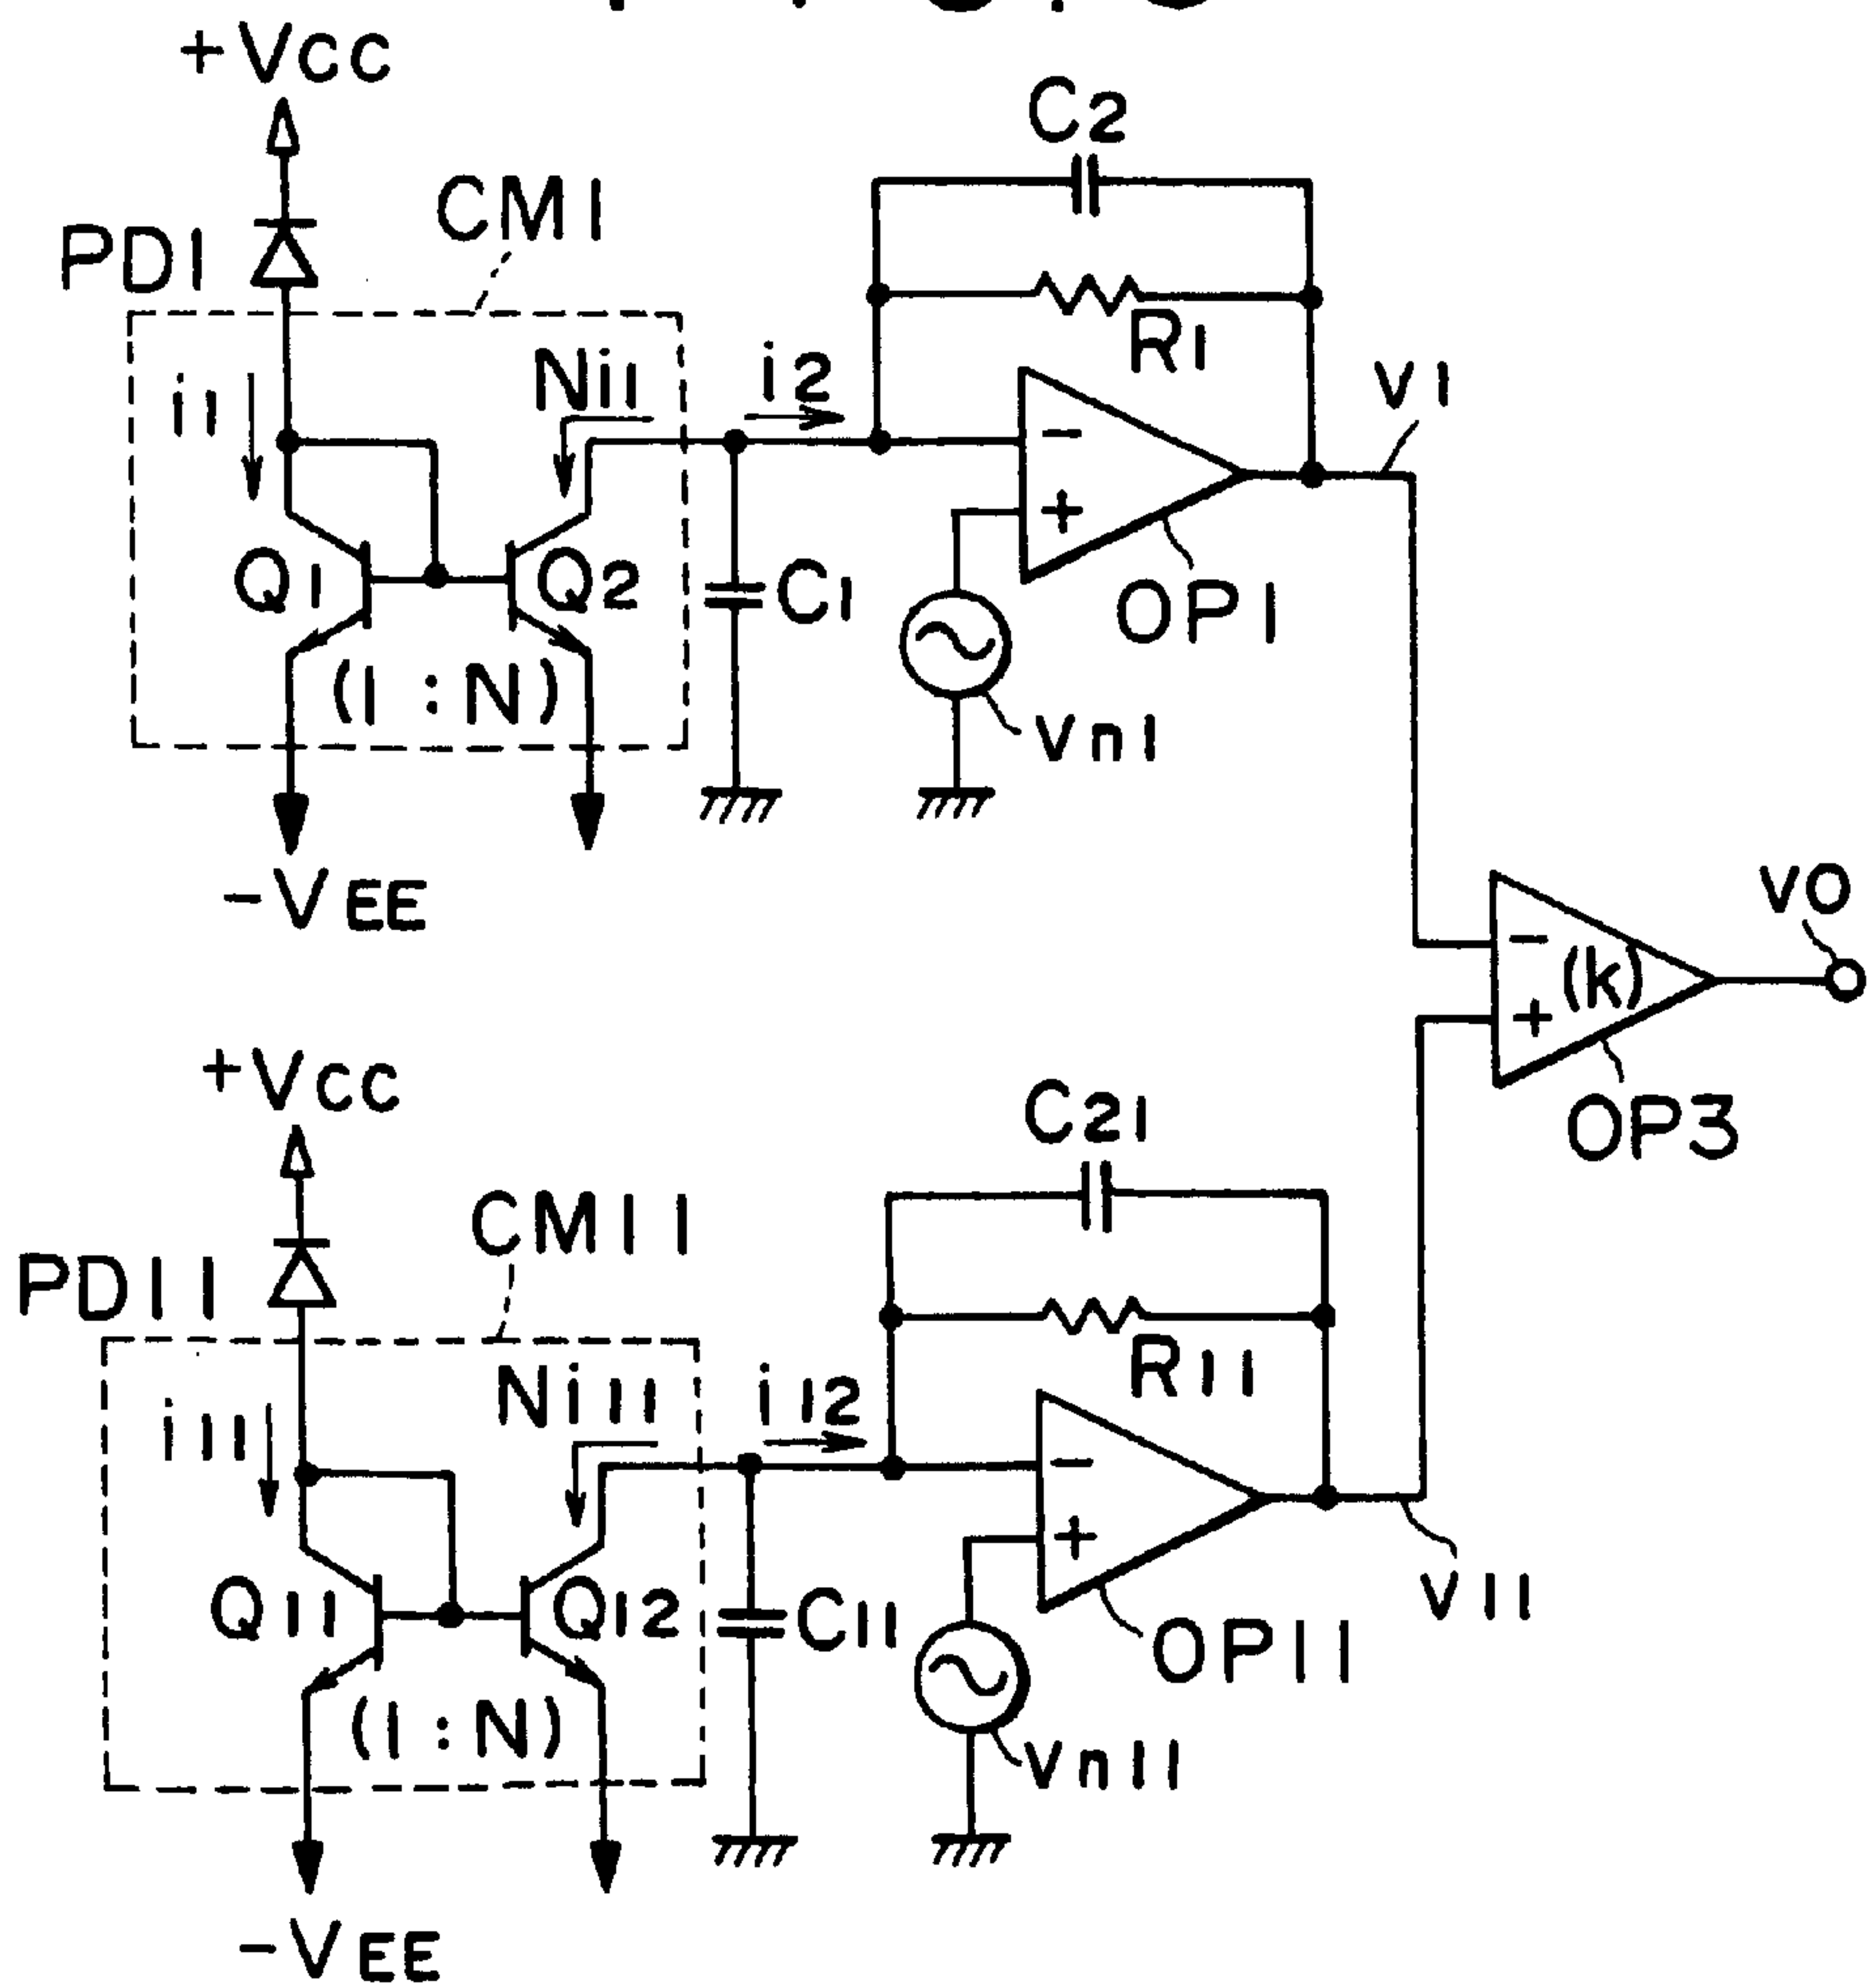 +VCC
C2
CM1
PD1
R1
i1
Ni1
i2
V1
-
+
Q1
Q2
C1
OP1
(1:N)
Vn1
-VEE
VO
-
(k)
+
OP3
+VCC
C21
CM11
PD11
R11
i11
Ni11
i12
-
+
Q11
Q12
C11
OP11
V11
(1:N)
Vn11
-VEE